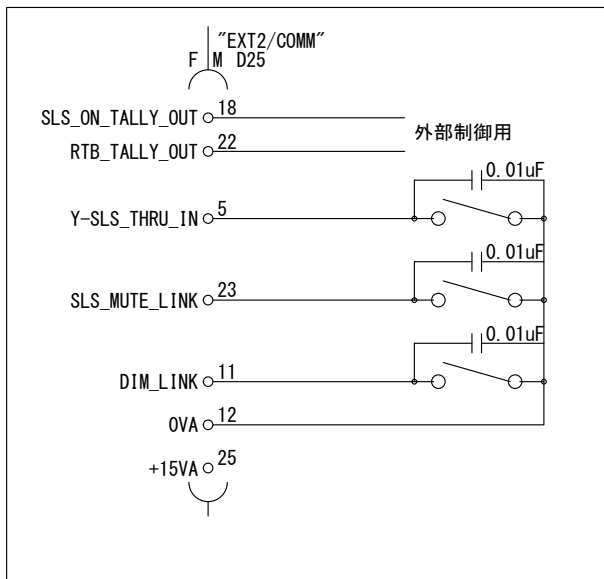 "EXT2/COMM"
F M D25
SLS_ON_TALLY_OUT 18
外部制御用
RTB_TALLY_OUT 22
0.01uF
Y-SLS_THRU_IN 5
0.01uF
SLS_MUTE_LINK 23
0.01uF
DIM_LINK 11
0VA 12
+15VA 25